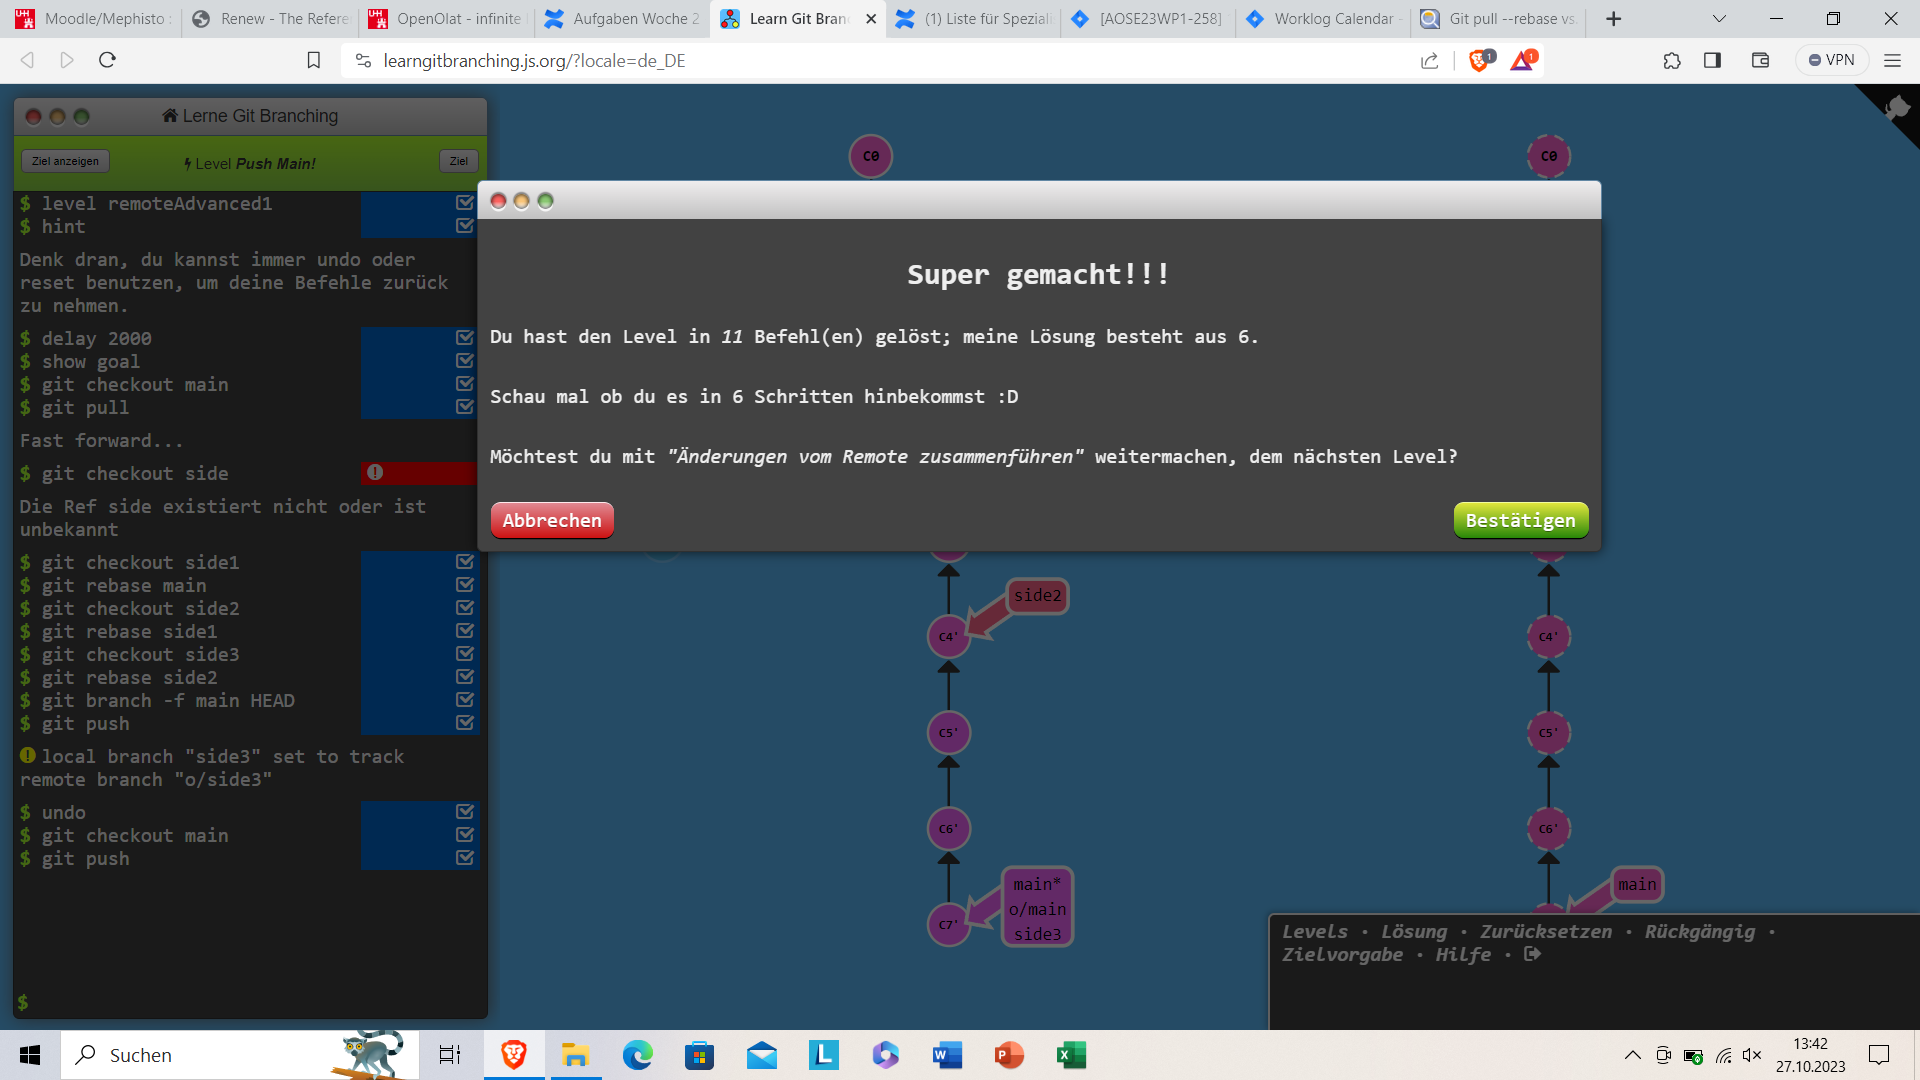 Moodle/Mephisto
Renew - The Refere
OpenOlat - infinite
Aufgaben Woche 2
Learn Git Bran
(1) Liste für Spezial
[AOSE23WP1-258]
Worklog Calendar -
Git pull --rebase vs.
learngitbranching.js.org/?locale=de_DE
1
1
VPN
Lerne Git Branching
Ziel anzeigen
Level Push Main!
Ziel
$ level remoteAdvanced1
$ hint
Denk dran, du kannst immer undo oder
reset benutzen, um deine Befehle zurück
zu nehmen.
$ delay 2000
$ show goal
$ git checkout main
$ git pull
Fast forward...
$ git checkout side
Die Ref side existiert nicht oder ist
unbekannt
$ git checkout side1
$ git rebase main
$ git checkout side2
$ git rebase side1
$ git checkout side3
$ git rebase side2
$ git branch -f main HEAD
$ git push
local branch "side3" set to track
remote branch "o/side3"
$ undo
$ git checkout main
$ git push
$
C0
C0
Super gemacht!!!
Du hast den Level in 11 Befehl(en) gelöst; meine Lösung besteht aus 6.
Schau mal ob du es in 6 Schritten hinbekommst :D
Möchtest du mit "Änderungen vom Remote zusammenführen" weitermachen, dem nächsten Level?
Abbrechen
Bestätigen
side2
C4'
C4'
C5'
C5'
C6'
C6'
main*
o/main
side3
C7'
main
Levels • Lösung • Zurücksetzen • Rückgängig •
Zielvorgabe • Hilfe •
Suchen
13:42
27.10.2023